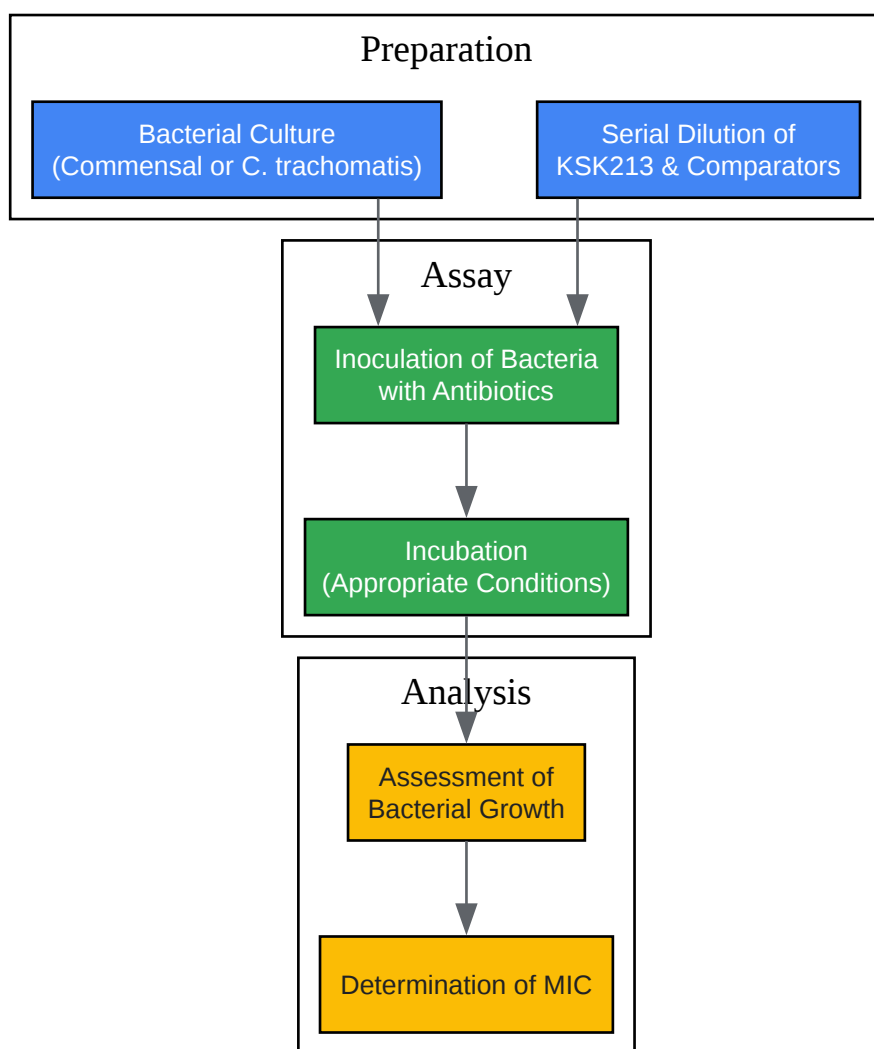 Preparation
Bacterial Culture
(Commensal or C. trachomatis)
Serial Dilution of
KSK213 & Comparators
Assay
Inoculation of Bacteria
with Antibiotics
Incubation
(Appropriate Conditions)
Analysis
Assessment of
Bacterial Growth
Determination of MIC